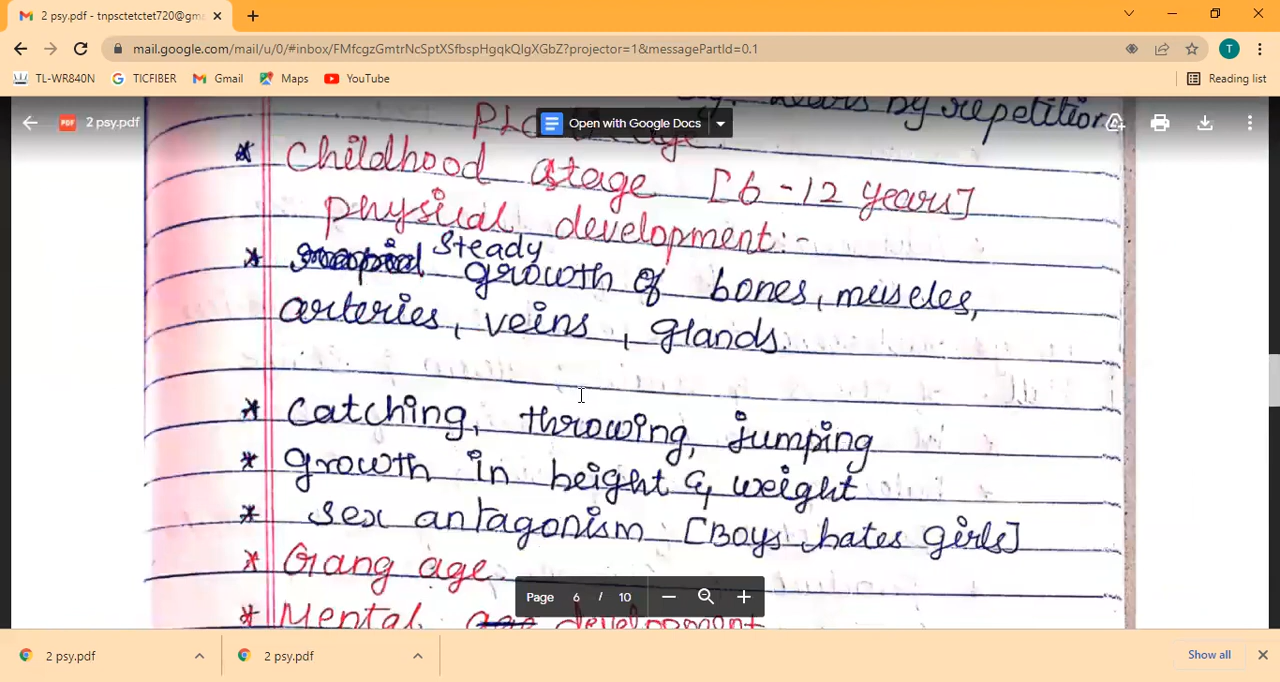 2 psy.pdf - tnpsctetctet720@gm
mail.google.com/mail/u/0/#inbox/FMfcgzGmtrNcSptXSfbspHgqkQlgXGbZ?projector=1&messagePartId=0.1
T
TL-WR840N TICFIBER Gmail Maps YouTube Reading list
by repetition
PDF 2 psy.pdf
Open with Google Docs
* Childhood stage [6-12 years]
physical development:-
* Steady growth of bones, muscles,
arteries, veins, glands.
* Catching, throwing, jumping
* growth in height & weight
* sex antagonism [Boys hates girls]
* Gang age.
Page 6 / 10
* Mental development
2 psy.pdf 2 psy.pdf Show all